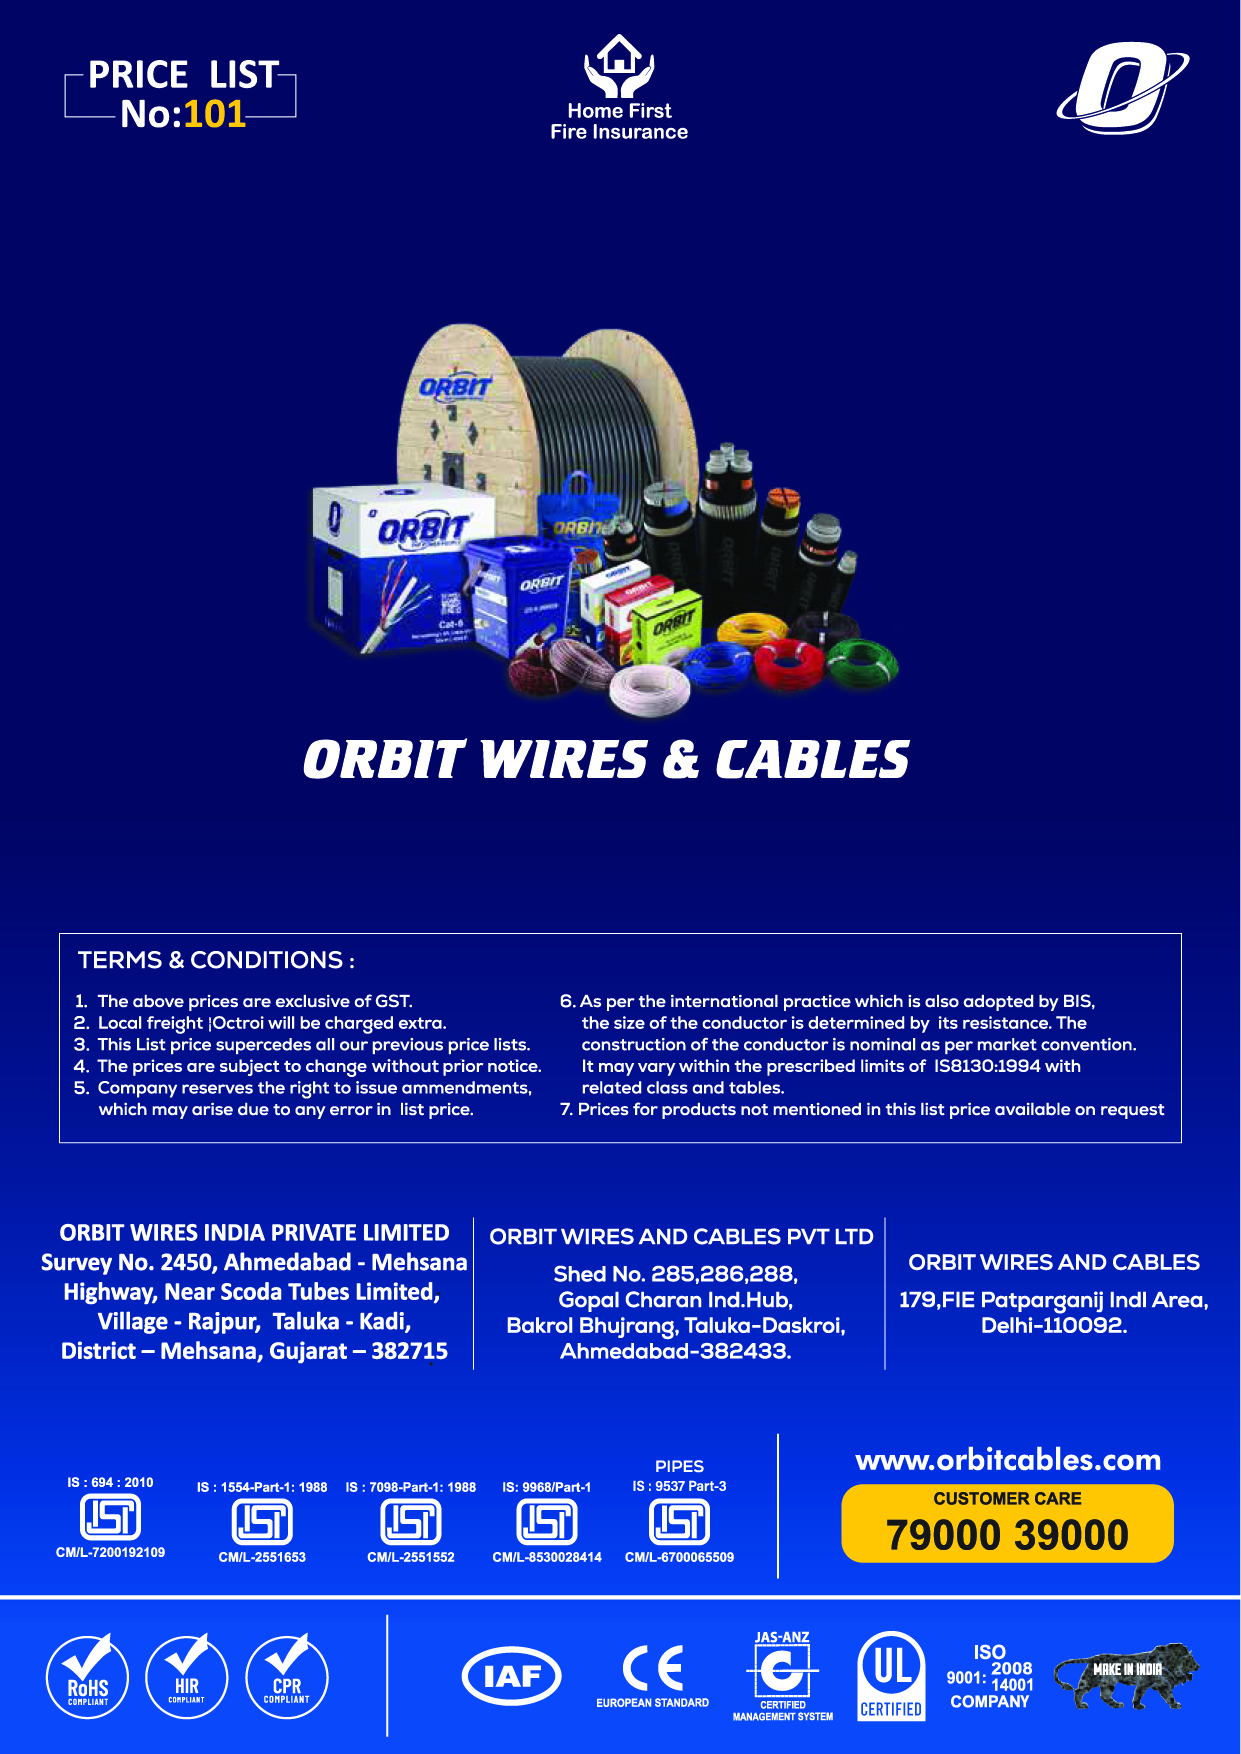 PRICE LIST
No:101
Home First
Fire Insurance
ORBIT
ORBIT
ORBIT
ORBIT
Cat-6
ORBIT
ORBIT WIRES & CABLES
TERMS & CONDITIONS :
1. The above prices are exclusive of GST.
2. Local freight ¦Octroi will be charged extra.
3. This List price supercedes all our previous price lists.
4. The prices are subject to change without prior notice.
5. Company reserves the right to issue ammendments,
which may arise due to any error in list price.
6. As per the international practice which is also adopted by BIS,
the size of the conductor is determined by its resistance. The
construction of the conductor is nominal as per market convention.
It may vary within the prescribed limits of IS8130:1994 with
related class and tables.
7. Prices for products not mentioned in this list price available on request
ORBIT WIRES INDIA PRIVATE LIMITED
Survey No. 2450, Ahmedabad - Mehsana
Highway, Near Scoda Tubes Limited,
Village - Rajpur, Taluka - Kadi,
District – Mehsana, Gujarat – 382715
ORBIT WIRES AND CABLES PVT LTD
Shed No. 285,286,288,
Gopal Charan Ind.Hub,
Bakrol Bhujrang, Taluka-Daskroi,
Ahmedabad-382433.
ORBIT WIRES AND CABLES
179,FIE Patparganij Indl Area,
Delhi-110092.
IS : 694 : 2010
CM/L-7200192109
IS : 1554-Part-1: 1988
CM/L-2551653
IS : 7098-Part-1: 1988
CM/L-2551552
IS: 9968/Part-1
CM/L-8530028414
PIPES
IS : 9537 Part-3
CM/L-6700065509
www.orbitcables.com
CUSTOMER CARE
79000 39000
RoHS
COMPLIANT
HIR
COMPLIANT
CPR
COMPLIANT
IAF
CE
EUROPEAN STANDARD
JAS-ANZ
CERTIFIED
MANAGEMENT SYSTEM
UL
CERTIFIED
ISO
9001: 2008
14001
COMPANY
MAKE IN INDIA